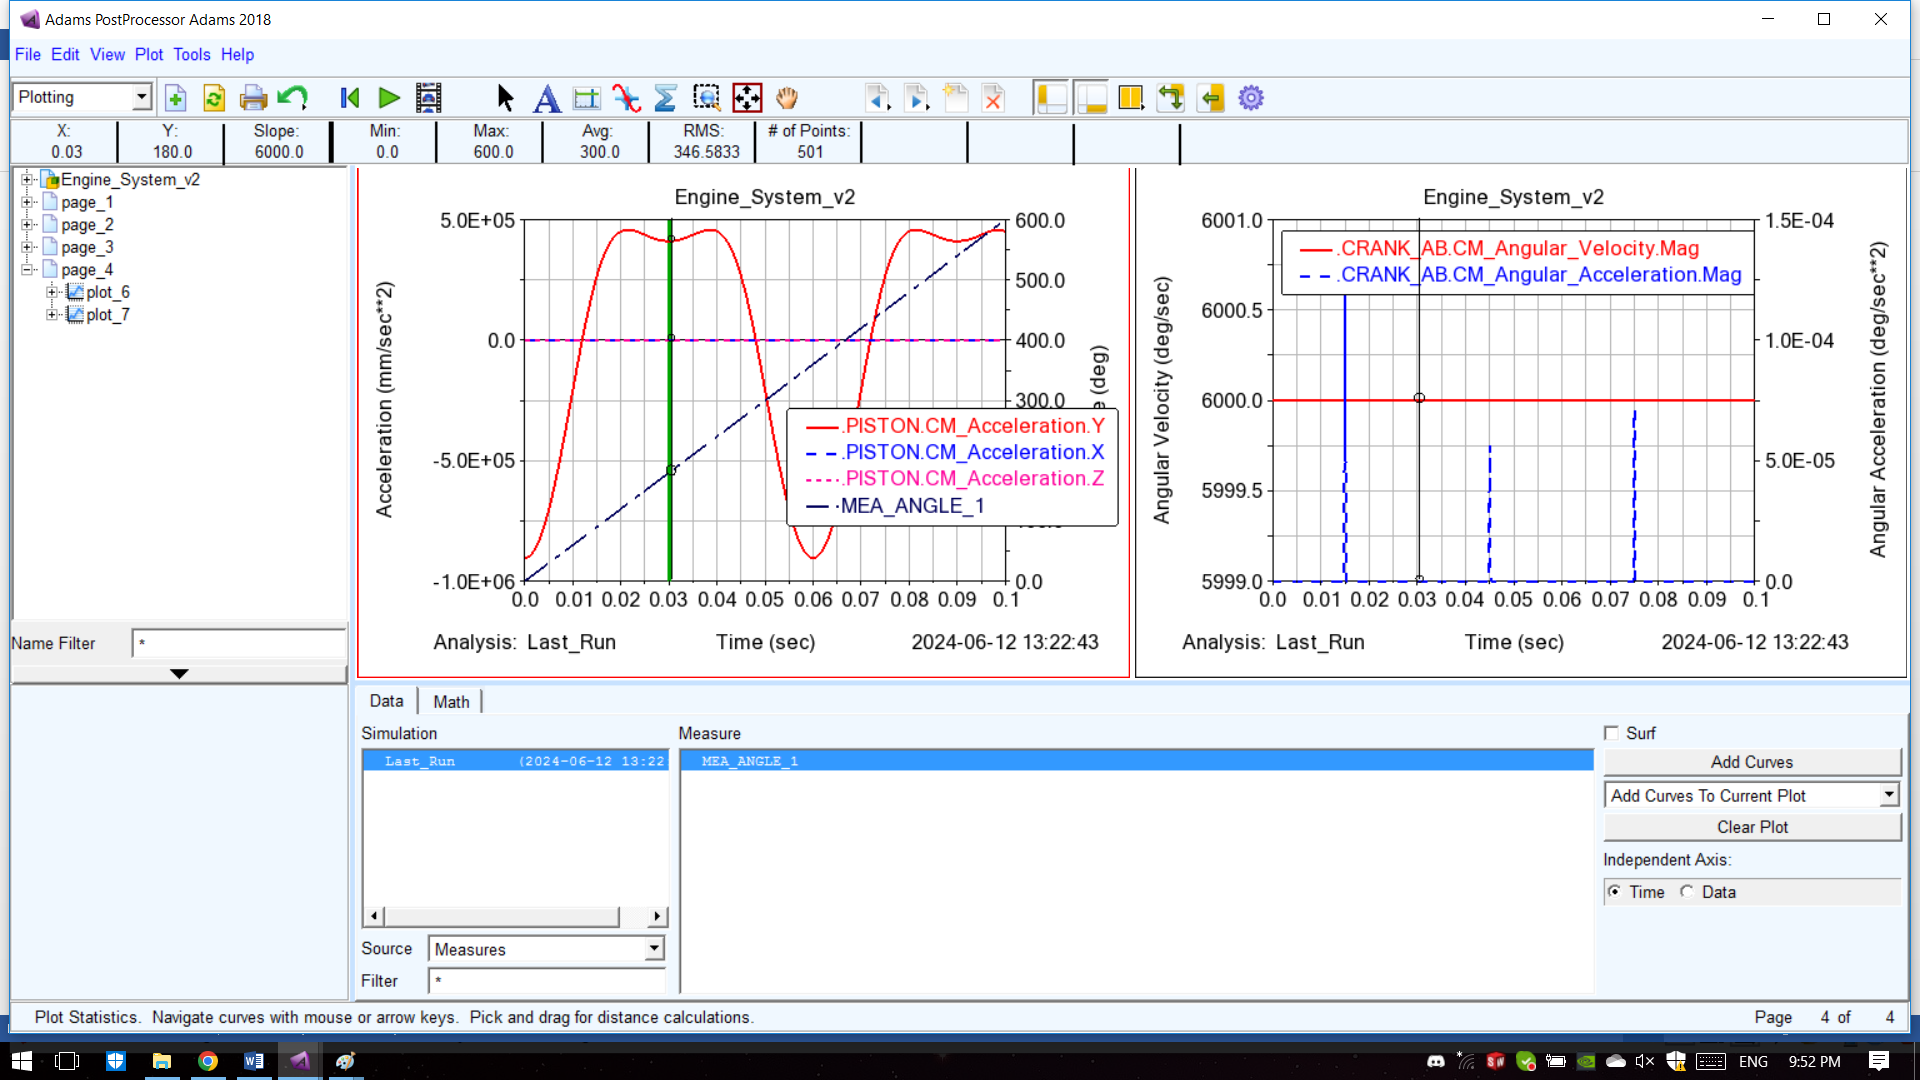 Adams PostProcessor Adams 2018
File Edit View Plot Tools Help
Plotting
X: Y: Slope: Min: Max: Avg: RMS: # of Points:
0.03 180.0 6000.0 0.0 600.0 300.0 346.5833 501
Engine_System_v2
page_1
page_2
page_3
page_4
plot_6
plot_7
Name Filter *
Engine_System_v2
5.0E+05
0.0
-5.0E+05
-1.0E+06
Acceleration (mm/sec**2)
600.0
500.0
400.0
300.0
0.0
e (deg)
.PISTON.CM_Acceleration.Y
.PISTON.CM_Acceleration.X
.PISTON.CM_Acceleration.Z
.MEA_ANGLE_1
0.0 0.01 0.02 0.03 0.04 0.05 0.06 0.07 0.08 0.09 0.1
Analysis: Last_Run Time (sec) 2024-06-12 13:22:43
Engine_System_v2
6001.0
6000.5
6000.0
5999.5
5999.0
Angular Velocity (deg/sec)
.CRANK_AB.CM_Angular_Velocity.Mag
.CRANK_AB.CM_Angular_Acceleration.Mag
1.5E-04
1.0E-04
5.0E-05
0.0
Angular Acceleration (deg/sec**2)
0.0 0.01 0.02 0.03 0.04 0.05 0.06 0.07 0.08 0.09 0.1
Analysis: Last_Run Time (sec) 2024-06-12 13:22:43
Data Math
Simulation Measure
Last_Run (2024-06-12 13:22
MEA_ANGLE_1
Surf
Add Curves
Add Curves To Current Plot
Clear Plot
Independent Axis:
Time Data
Source Measures
Filter *
Plot Statistics. Navigate curves with mouse or arrow keys. Pick and drag for distance calculations.
Page 4 of 4
ENG 9:52 PM